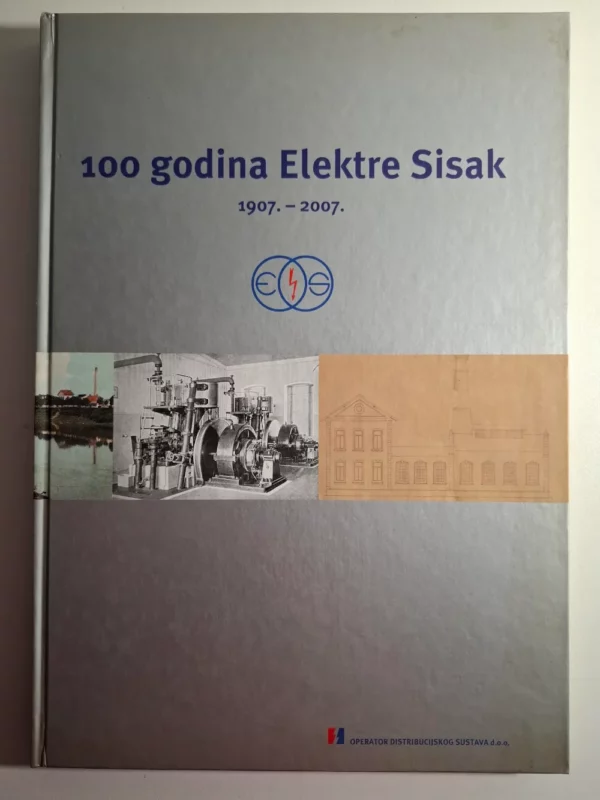 100 godina Elektre Sisak
1907. – 2007.
E S
OPERATOR DISTRIBUCIJSKOG SUSTAVA d.o.o.